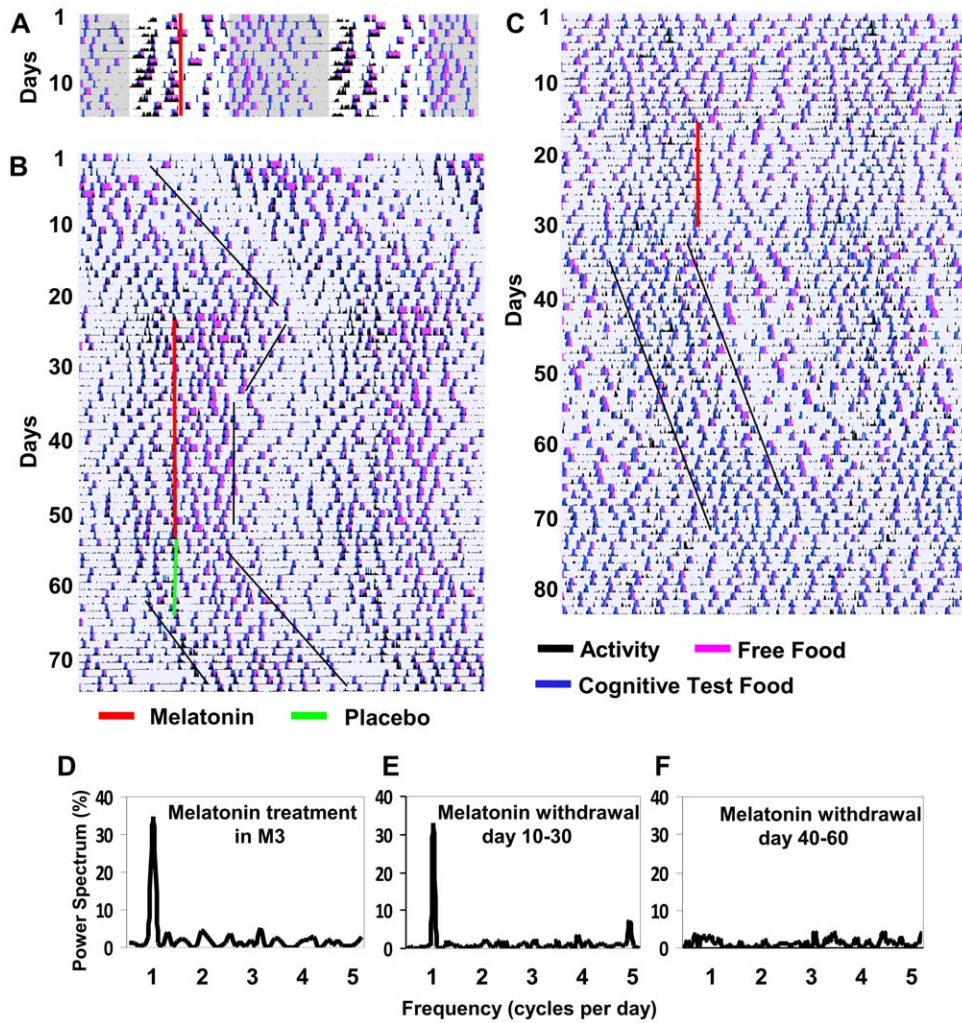 A
1
10
Days
B
1
10
20
30
40
50
60
70
Days
Melatonin
Placebo
C
1
10
20
30
40
50
60
70
80
Days
Activity
Free Food
Cognitive Test Food
D
E
F
40
30
20
10
0
Power Spectrum (%)
Melatonin treatment
in M3
1 2 3 4 5
40
30
20
10
0
Melatonin withdrawal
day 10-30
1 2 3 4 5
40
30
20
10
0
Melatonin withdrawal
day 40-60
1 2 3 4 5
Frequency (cycles per day)